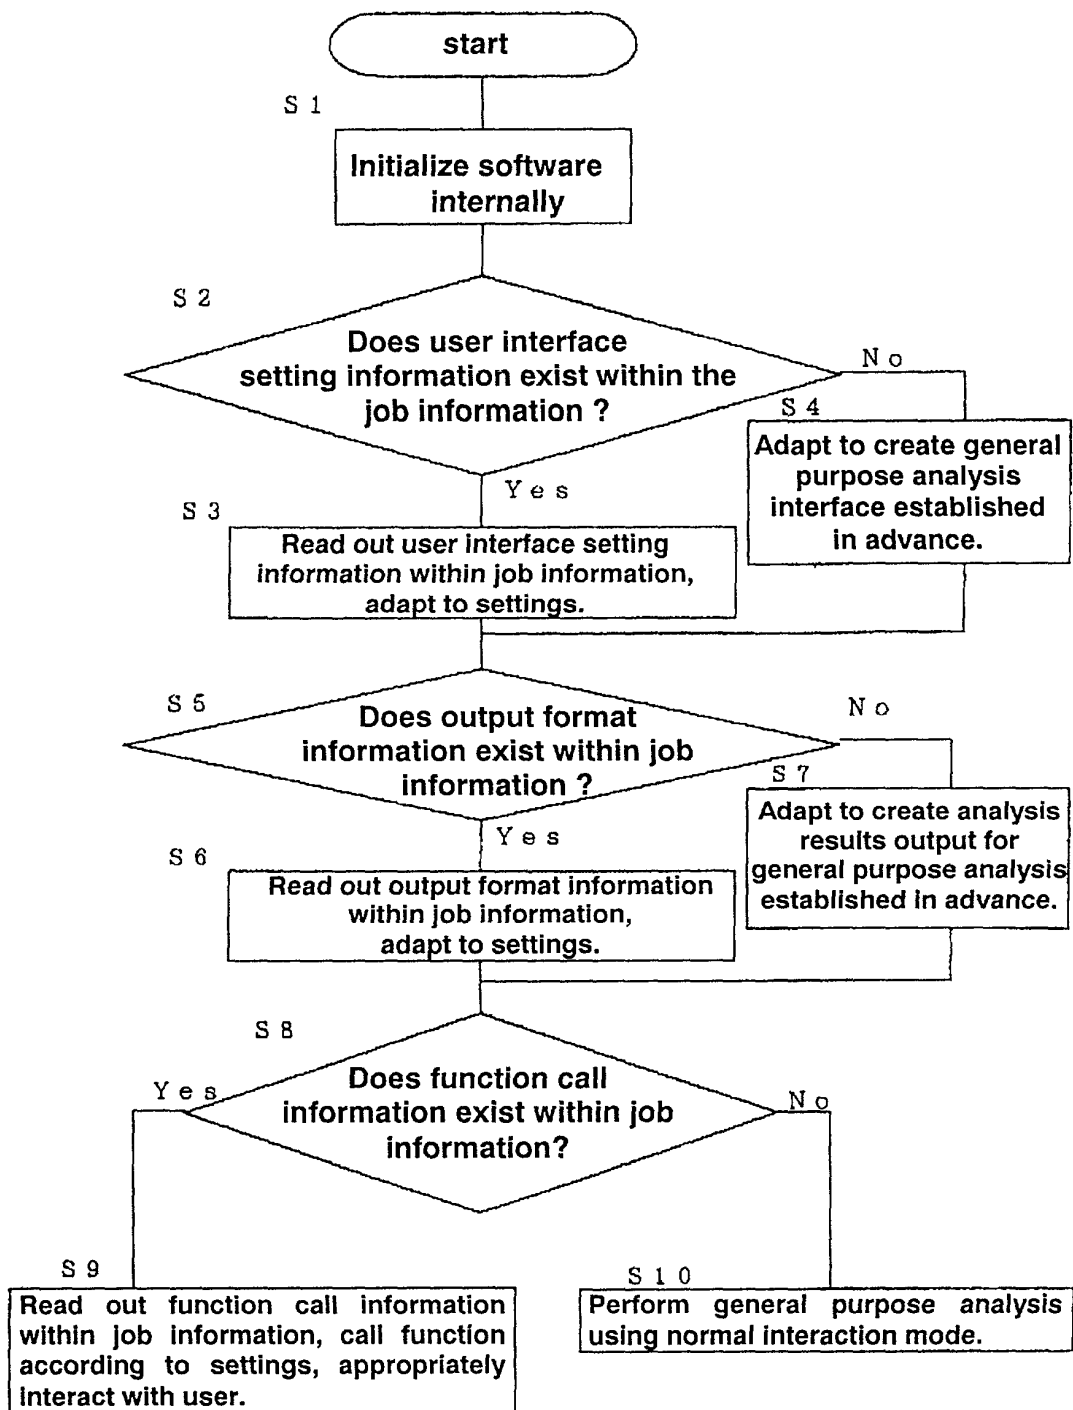 start
S 1
Initialize software
internally
S 2
Does user interface
setting information exist within the
job information ?
No
S 4
Adapt to create general
purpose analysis
interface established
in advance.
Yes
S 3
Read out user interface setting
information within job information,
adapt to settings.
S 5
Does output format
information exist within job
information ?
No
S 7
Adapt to create analysis
results output for
general purpose analysis
established in advance.
Yes
S 6
Read out output format information
within job information,
adapt to settings.
S 8
Does function call
information exist within job
information?
Yes
No
S 9
Read out function call information
within job information, call function
according to settings, appropriately
interact with user.
S 1 0
Perform general purpose analysis
using normal interaction mode.